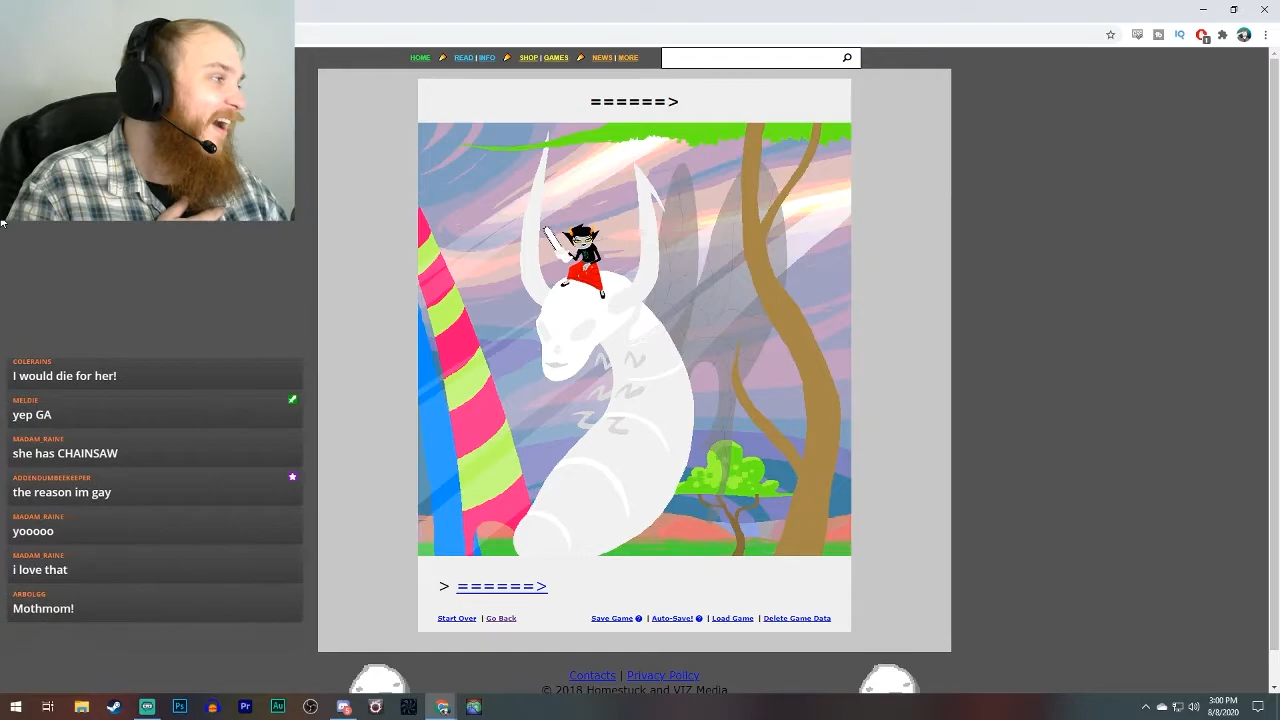 HOME READ | INFO SHOP | GAMES NEWS | MORE
======>
COLERAINS
I would die for her!
MELDIE
yep GA
MADAM_RAINE
she has CHAINSAW
ADDENDUMBEEKEEPER
the reason im gay
MADAM_RAINE
yooooo
MADAM_RAINE
i love that
ARBOLGG
Mothmom!
> ======>
Start Over | Go Back Save Game ? | Auto-Save! ? | Load Game | Delete Game Data
Contacts | Privacy Policy
© 2018 Homestuck and VIZ Media
3:00 PM
8/8/2020